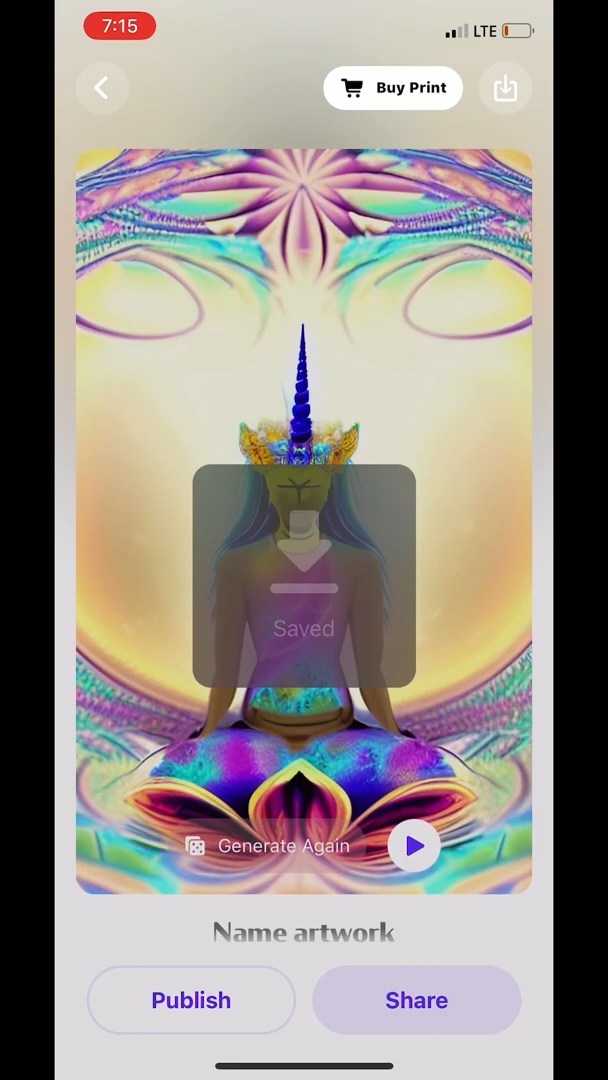 7:15
LTE
Buy Print
Saved
Generate Again
Name artwork
Publish
Share